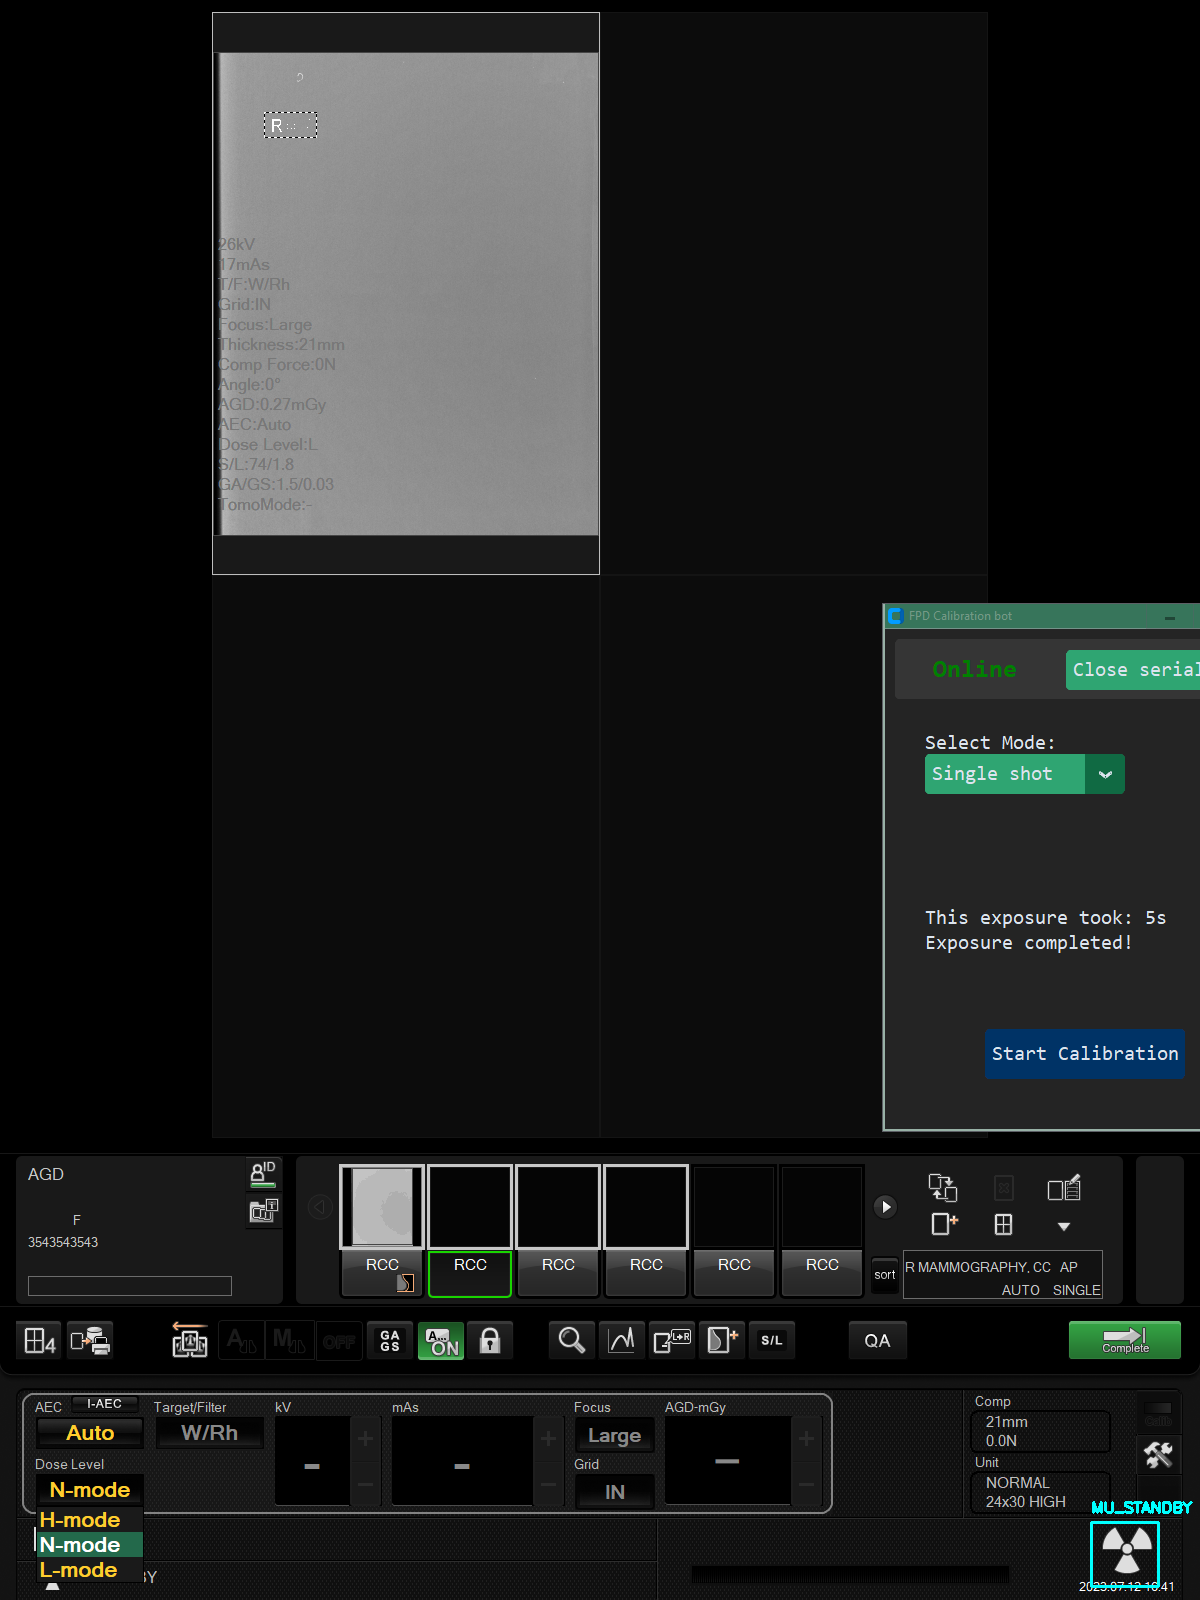 R
26kV
17mAs
T/F:W/Rh
Grid:IN
Focus:Large
Thickness:21mm
Comp Force:0N
Angle:0°
AGD:0.27mGy
AEC:Auto
Dose Level:L
S/L:74/1.8
GA/GS:1.5/0.03
TomoMode:-
FPD Calibration bot
Online
Close serial
Select Mode:
Single shot
This exposure took: 5s
Exposure completed!
Start Calibration
AGD
F
3543543543
ID
RCC
RCC
RCC
RCC
RCC
RCC
sort
R MAMMOGRAPHY, CC AP
AUTO SINGLE
4
A
M
OFF
GA
GS
A...
ON
L↔R
S/L
QA
Complete
AEC
I-AEC
Auto
Target/Filter
W/Rh
kV
–
mAs
–
Focus
Large
Grid
IN
AGD-mGy
–
Dose Level
N-mode
H-mode
N-mode
L-mode
Comp
21mm
0.0N
Unit
NORMAL
24x30 HIGH
MU_STANDBY
2023.07.12 16:41